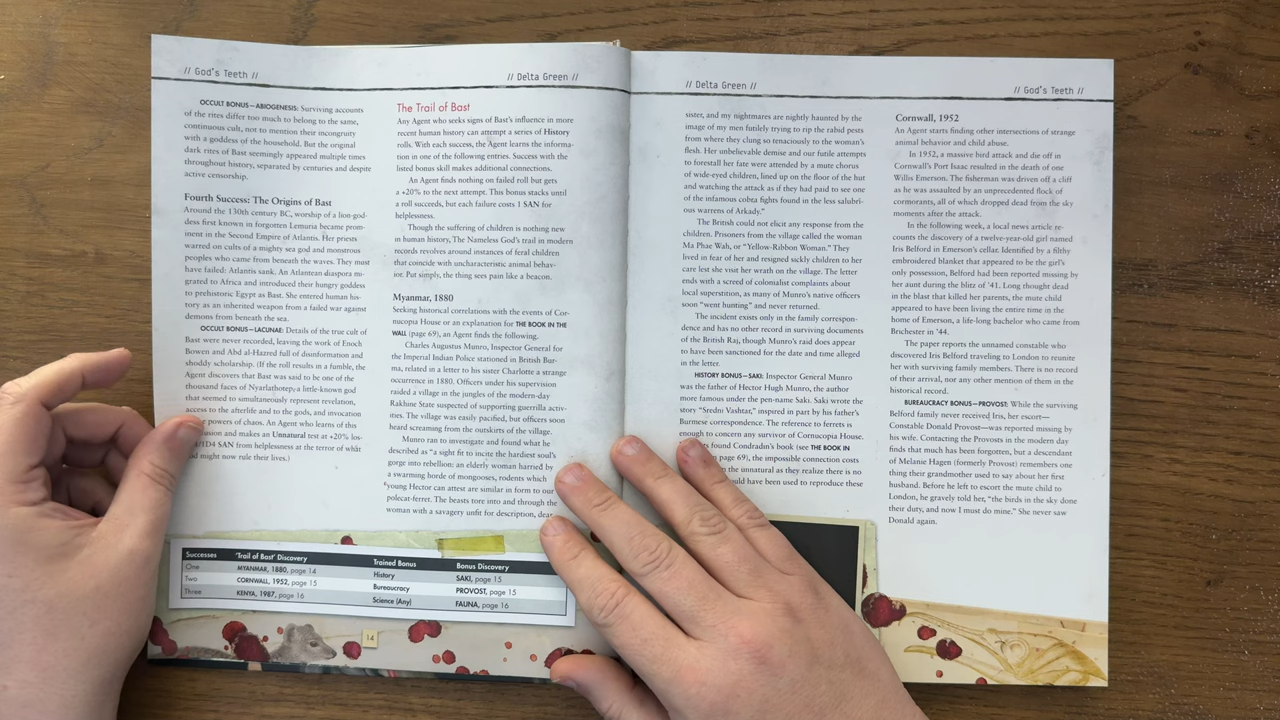 // God's Teeth //
// Delta Green //
OCCULT BONUS—ABIOGENESIS: Surviving accounts
of the rites differ too much to belong to the same,
continuous cult, not to mention their incongruity
with a goddess of the household. But the original
dark rites of Bast seemingly appeared multiple times
throughout history, separated by centuries and despite
active censorship.
Fourth Success: The Origins of Bast
Around the 130th century BC, worship of a lion-god-
dess first known in forgotten Lemuria became prom-
inent in the Second Empire of Atlantis. Her priests
warred on cults of a mighty sea god and monstrous
peoples who came from beneath the waves. They must
have failed: Atlantis sank. An Atlantean diaspora mi-
grated to Africa and introduced their hungry goddess
to prehistoric Egypt as Bast. She entered human his-
tory as an inherited weapon from a failed war against
demons from beneath the sea.
OCCULT BONUS—LACUNAE: Details of the true cult of
Bast were never recorded, leaving the work of Enoch
Bowen and Abd al-Hazred full of disinformation and
shoddy scholarship. (If the roll results in a fumble, the
Agent discovers that Bast was said to be one of the
thousand faces of Nyarlathotep, a little-known god
that seemed to simultaneously represent revelation,
access to the afterlife and to the gods, and invocation
powers of chaos. An Agent who learns of this
and makes an Unnatural test at +20% los-
/1D4 SAN from helplessness at the terror of what
might now rule their lives.)
The Trail of Bast
Any Agent who seeks signs of Bast's influence in more
recent human history can attempt a series of History
rolls. With each success, the Agent learns the informa-
tion in one of the following entries. Success with the
listed bonus skill makes additional connections.
An Agent finds nothing on failed roll but gets
a +20% to the next attempt. This bonus stacks until
a roll succeeds, but each failure costs 1 SAN for
helplessness.
Though the suffering of children is nothing new
in human history, The Nameless God's trail in modern
records revolves around instances of feral children
that coincide with uncharacteristic animal behav-
ior. Put simply, the thing sees pain like a beacon.
Myanmar, 1880
Seeking historical correlations with the events of Cor-
nucopia House or an explanation for THE BOOK IN THE
WALL (page 69), an Agent finds the following.
Charles Augustus Munro, Inspector General for
the Imperial Indian Police stationed in British Bur-
ma, related in a letter to his sister Charlotte a strange
occurrence in 1880. Officers under his supervision
raided a village in the jungles of the modern-day
Rakhine State suspected of supporting guerrilla activ-
ities. The village was easily pacified, but officers soon
heard screaming from the outskirts of the village.
Munro ran to investigate and found what he
described as "a sight fit to incite the hardiest soul's
gorge into rebellion: an elderly woman harried by
a swarming horde of mongooses, rodents which
young Hector can attest are similar in form to our
polecat-ferret. The beasts tore into and through the
woman with a savagery unfit for description, dear
Successes 'Trail of Bast' Discovery Trained Bonus Bonus Discovery
One MYANMAR, 1880, page 14 History SAKI, page 15
Two CORNWALL, 1952, page 15 Bureaucracy PROVOST, page 15
Three KENYA, 1987, page 16 Science (Any) FAUNA, page 16
14
// Delta Green //
// God's Teeth //
sister, and my nightmares are nightly haunted by the
image of my men futilely trying to rip the rabid pests
from where they clung so tenaciously to the woman's
flesh. Her unbelievable demise and our futile attempts
to forestall her fate were attended by a mute chorus
of wide-eyed children, lined up on the floor of the hut
and watching the attack as if they had paid to see one
of the infamous cobra fights found in the less salubri-
ous warrens of Arkady."
The British could not elicit any response from the
children. Prisoners from the village called the woman
Ma Phae Wah, or "Yellow-Ribbon Woman." They
lived in fear of her and resigned sickly children to her
care lest she visit her wrath on the village. The letter
ends with a screed of colonialist complaints about
local superstition, as many of Munro's native officers
soon "went hunting" and never returned.
The incident exists only in the family correspon-
dence and has no other record in surviving documents
of the British Raj, though Munro's raid does appear
to have been sanctioned for the date and time alleged
in the letter.
HISTORY BONUS—SAKI: Inspector General Munro
was the father of Hector Hugh Munro, the author
more famous under the pen-name Saki. Saki wrote the
story "Sredni Vashtar," inspired in part by his father's
Burmese correspondence. The reference to ferrets is
enough to concern any survivor of Cornucopia House.
found Condradin's book (see THE BOOK IN
page 69), the impossible connection costs
the unnatural as they realize there is no
have been used to reproduce these
Cornwall, 1952
An Agent starts finding other intersections of strange
animal behavior and child abuse.
In 1952, a massive bird attack and die off in
Cornwall's Port Isaac resulted in the death of one
Willis Emerson. The fisherman was driven off a cliff
as he was assaulted by an unprecedented flock of
cormorants, all of which dropped dead from the sky
moments after the attack.
In the following week, a local news article re-
counts the discovery of a twelve-year-old girl named
Iris Belford in Emerson's cellar. Identified by a filthy
embroidered blanket that appeared to be the girl's
only possession, Belford had been reported missing by
her aunt during the blitz of '41. Long thought dead
in the blast that killed her parents, the mute child
appeared to have been living the entire time in the
home of Emerson, a life-long bachelor who came from
Brichester in '44.
The paper reports the unnamed constable who
discovered Iris Belford traveling to London to reunite
her with surviving family members. There is no record
of their arrival, nor any other mention of them in the
historical record.
BUREAUCRACY BONUS—PROVOST: While the surviving
Belford family never received Iris, her escort—
Constable Donald Provost—was reported missing by
his wife. Contacting the Provosts in the modern day
finds that much has been forgotten, but a descendant
of Melanie Hagen (formerly Provost) remembers one
thing their grandmother used to say about her first
husband. Before he left to escort the mute child to
London, he gravely told her, "the birds in the sky done
their duty, and now I must do mine." She never saw
Donald again.